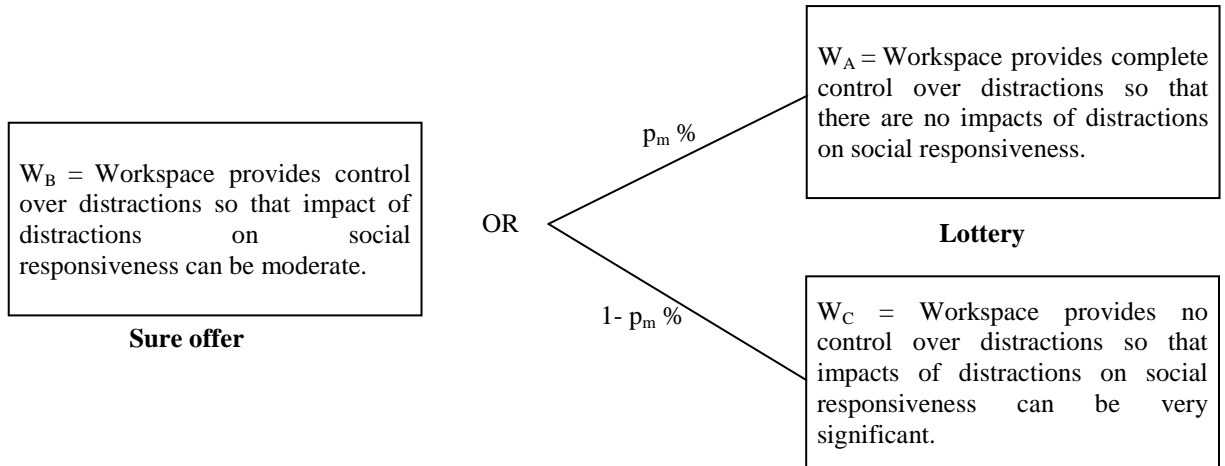 W_B = Workspace provides control
over distractions so that impact of
distractions on social
responsiveness can be moderate.
Sure offer
OR
p_m %
1- p_m %
W_A = Workspace provides complete
control over distractions so that
there are no impacts of distractions
on social responsiveness.
Lottery
W_C = Workspace provides no
control over distractions so that
impacts of distractions on social
responsiveness can be very
significant.